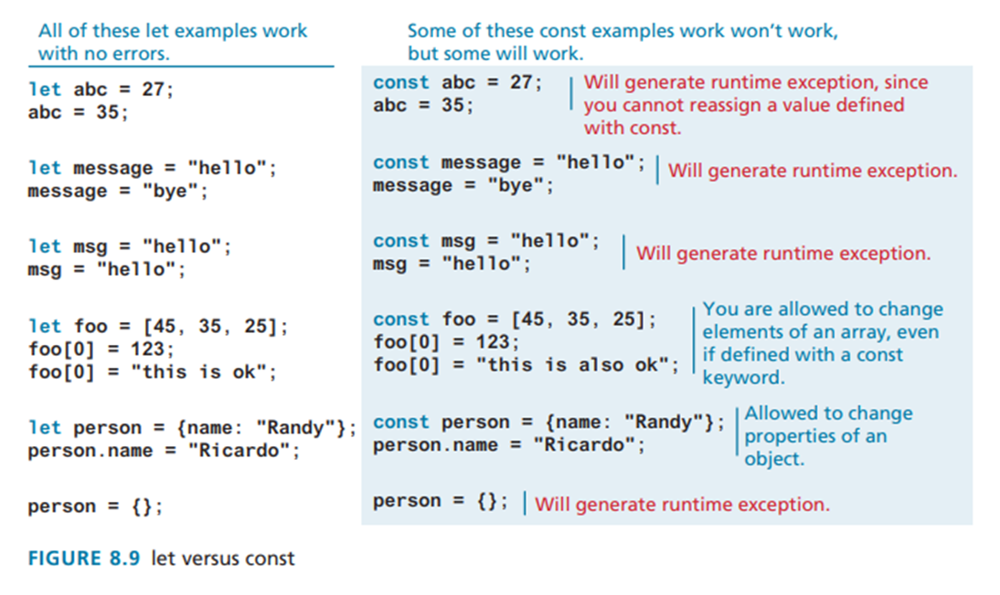 All of these let examples work
with no errors.
let abc = 27;
abc = 35;
let message = "hello";
message = "bye";
let msg = "hello";
msg = "hello";
let foo = [45, 35, 25];
foo[0] = 123;
foo[0] = "this is ok";
let person = {name: "Randy"};
person.name = "Ricardo";
person = {};
Some of these const examples work won't work,
but some will work.
const abc = 27;
abc = 35;
Will generate runtime exception, since
you cannot reassign a value defined
with const.
const message = "hello";
message = "bye";
Will generate runtime exception.
const msg = "hello";
msg = "hello";
Will generate runtime exception.
const foo = [45, 35, 25];
foo[0] = 123;
foo[0] = "this is also ok";
You are allowed to change
elements of an array, even
if defined with a const
keyword.
const person = {name: "Randy"};
person.name = "Ricardo";
Allowed to change
properties of an
object.
person = {};
Will generate runtime exception.
FIGURE 8.9 let versus const